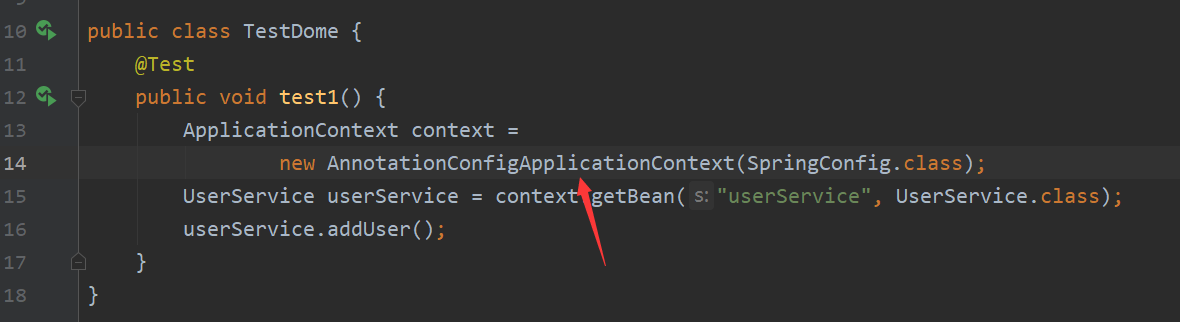 10 public class TestDome {
11     @Test
12     public void test1() {
13         ApplicationContext context =
14                 new AnnotationConfigApplicationContext(SpringConfig.class);
15         UserService userService = context.getBean( s: "userService", UserService.class);
16         userService.addUser();
17     }
18 }